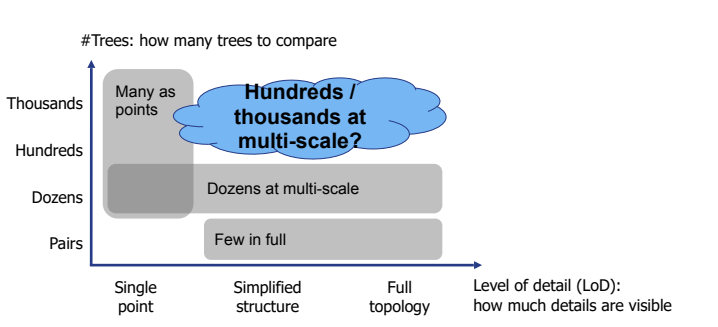 #Trees: how many trees to compare
Many as
points
Hundreds /
thousands at
multi-scale?
Thousands
Hundreds
Dozens
Pairs
Dozens at multi-scale
Few in full
Single
point
Simplified
structure
Full
topology
Level of detail (LoD):
how much details are visible